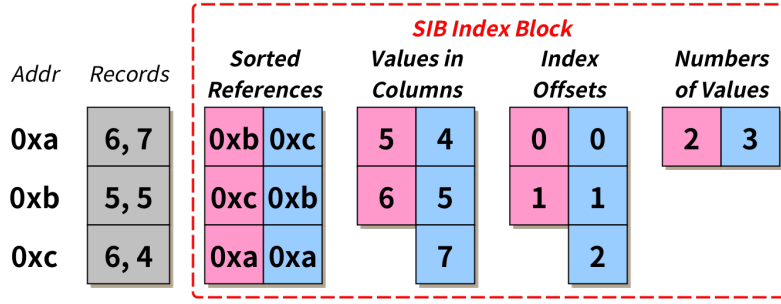 SIB Index Block
Addr Records Sorted References Values in Columns Index Offsets Numbers of Values
0xa 6, 7 0xb 0xc 5 4 0 0 2 3
0xb 5, 5 0xc 0xb 6 5 1 1
0xc 6, 4 0xa 0xa 7 2